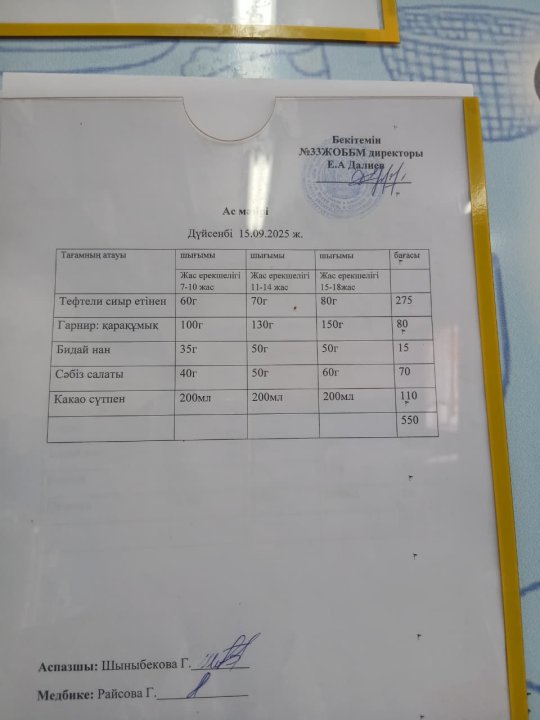 Бекітемін
№33ЖОББМ директоры
Е.А Далиев
Ас мәзірі
Дүйсенбі 15.09.2025 ж.
Тағамның атауы шығымы шығымы шығымы бағасы
Жас ерекшелігі Жас ерекшелігі Жас ерекшелігі
7-10 жас 11-14 жас 15-18жас
Тефтели сиыр етінен 60г 70г 80г 275
Гарнир: қарақұмық 100г 130г 150г 80
Бидай нан 35г 50г 50г 15
Сәбіз салаты 40г 50г 60г 70
Какао сүтпен 200мл 200мл 200мл 110
550
Аспазшы: Шыныбекова Г.
Медбике: Райсова Г.